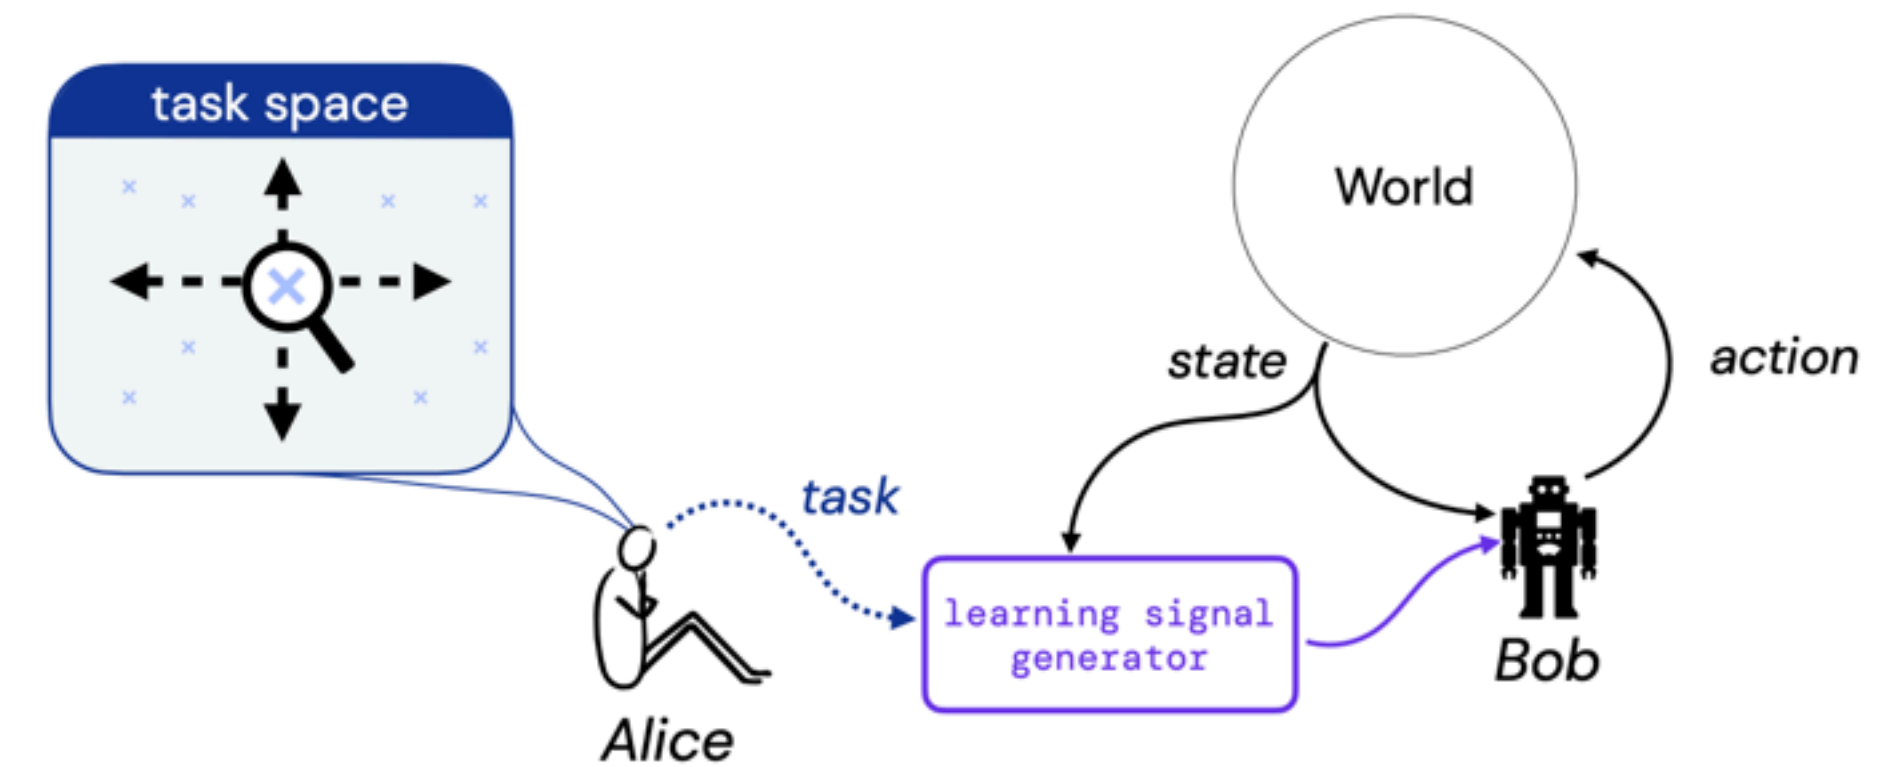 task space
World
state
action
task
learning signal
generator
Bob
Alice